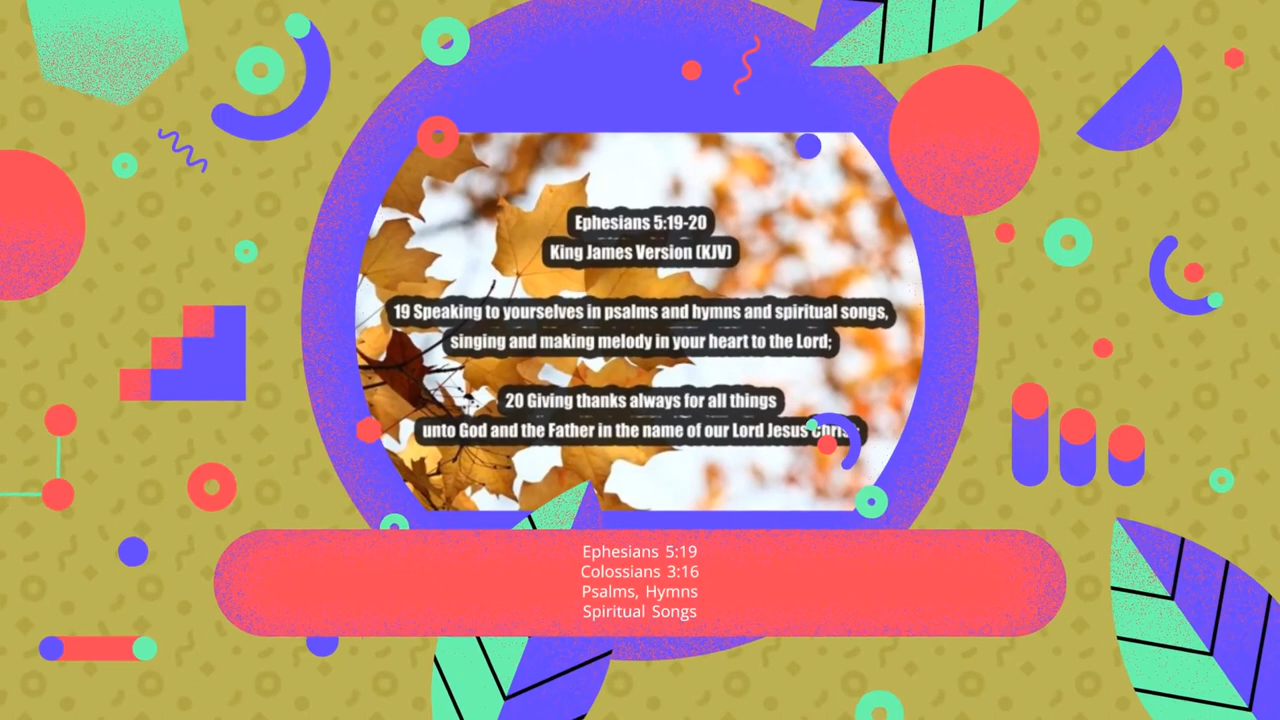 Ephesians 5:19-20
King James Version (KJV)
19 Speaking to yourselves in psalms and hymns and spiritual songs,
singing and making melody in your heart to the Lord;
20 Giving thanks always for all things
unto God and the Father in the name of our Lord Jesus
Ephesians 5:19
Colossians 3:16
Psalms, Hymns
Spiritual Songs